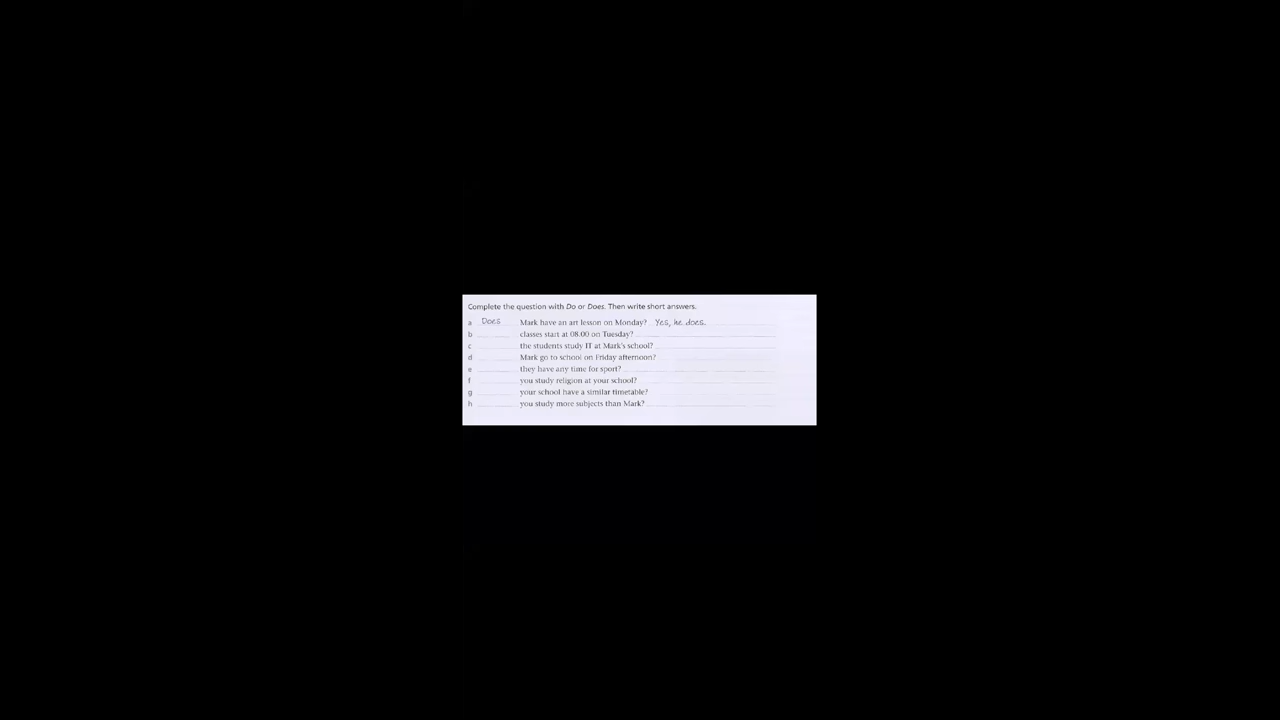 Complete the question with Do or Does. Then write short answers.
a Does Mark have an art lesson on Monday? Yes, he does.
b classes start at 08.00 on Tuesday?
c the students study IT at Mark's school?
d Mark go to school on Friday afternoon?
e they have any time for sport?
f you study religion at your school?
g your school have a similar timetable?
h you study more subjects than Mark?